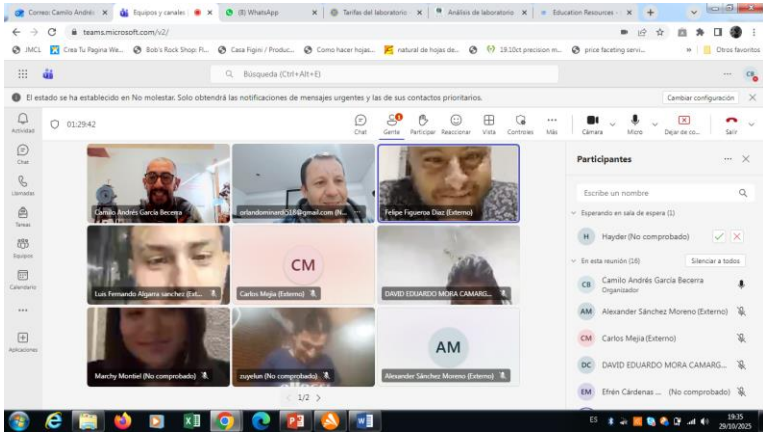 Correo: Camilo Andrés
Equipos y canales |
(8) WhatsApp
Tarifas del laboratorio
Análisis de laboratorio
Education Resources -
teams.microsoft.com/v2/
JMCL
Crea Tu Pagina We...
Bob's Rock Shop: Fl...
Casa Figini / Produc...
Como hacer hojas...
natural de hojas de...
19.10ct precision m...
price faceting servi...
Otros favoritos
Búsqueda (Ctrl+Alt+E)
CB
El estado se ha establecido en No molestar. Solo obtendrá las notificaciones de mensajes urgentes y las de sus contactos prioritarios.
Cambiar configuración
Actividad
Chat
Llamadas
Tareas
Equipos
Calendario
Aplicaciones
01:29:42
Chat
Gente
Participar
Reaccionar
Vista
Controles
Más
Cámara
Micro
Dejar de co...
Salir
Camilo Andrés García Becerra
Felipe Figueroa Diaz (Externo)
Luis Fernando Algarra sanchez (Ext...
CM
Carlos Mejia (Externo)
DAVID EDUARDO MORA CAMARG...
Marchy Montiel (No comprobado)
zuyelun (No comprobado)
AM
Alexander Sánchez Moreno (Externo)
1/2
Participantes
Escribe un nombre
Esperando en sala de espera (1)
H
Hayder (No comprobado)
En esta reunión (16)
Silenciar a todos
CB
Camilo Andrés García Becerra
Organizador
AM
Alexander Sánchez Moreno (Externo)
CM
Carlos Mejia (Externo)
DC
DAVID EDUARDO MORA CAMARG...
EM
Efrén Cárdenas ... (No comprobado)
ES
19:35
29/10/2025